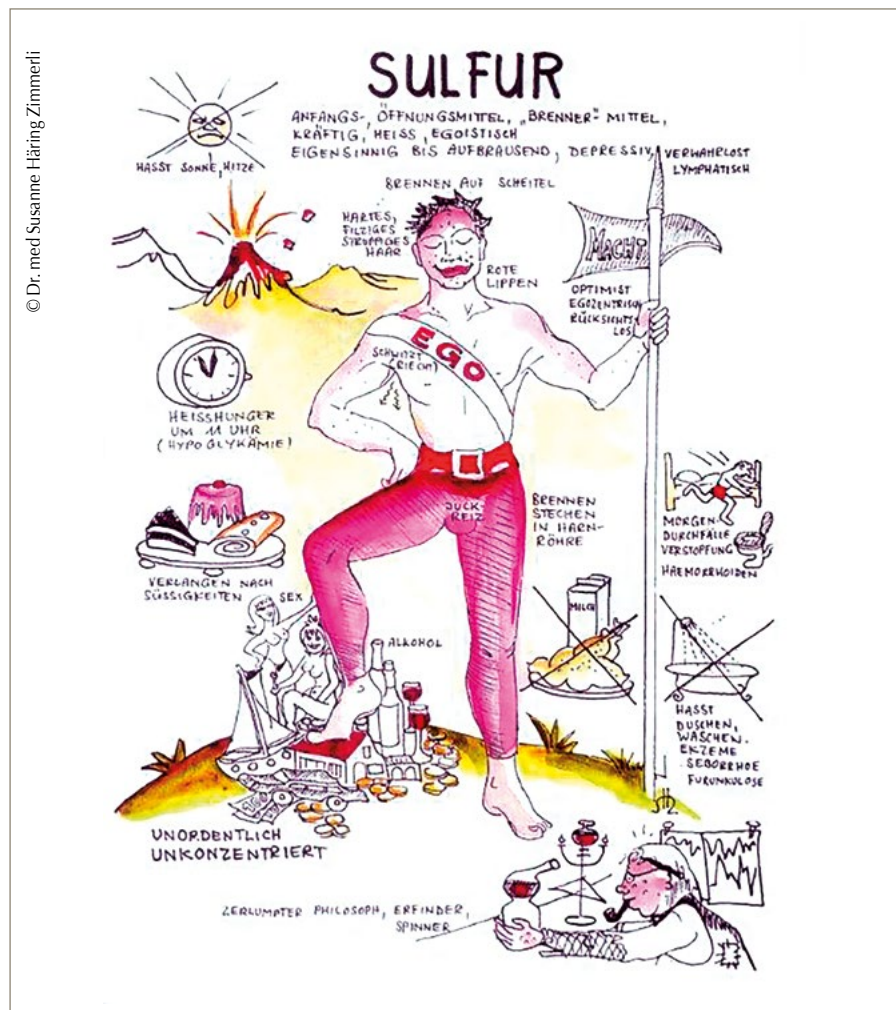 © Dr. med Susanne Häring Zimmerli
SULFUR
ANFANGS-, ÖFFNUNGSMITTEL, „BRENNER“- MITTEL,
KRÄFTIG, HEISS, EGOISTISCH
EIGENSINNIG BIS AUFBRAUSEND, DEPRESSIV, VERWAHRLOST
LYMPHATISCH
HASST SONNE, HITZE
BRENNEN AUF SCHEITEL
HARTES,
FILZIGES
STRUPPIGES
HAAR
ROTE
LIPPEN
MACHT
OPTIMIST
EGOZENTRISCH
RÜCKSICHTS-
LOS
EGO
SCHWITZT
(RIECHT)
HEISSHUNGER
UM 11 UHR
(HYPOGLYKÄMIE)
JUCK-
REIZ
BRENNEN
STECHEN
IN HARN-
RÖHRE
MORGEN-
DURCHFÄLLE
VERSTOPFUNG
HAEMORRHOIDEN
VERLANGEN NACH
SÜSSIGKEITEN
SEX
ALKOHOL
MILCH
HASST
DUSCHEN,
WASCHEN.
EKZEME
SEBORRHOE
FURUNKULOSE
UNORDENTLICH
UNKONZENTRIERT
ZERLUMPTER PHILOSOPH, ERFINDER,
SPINNER